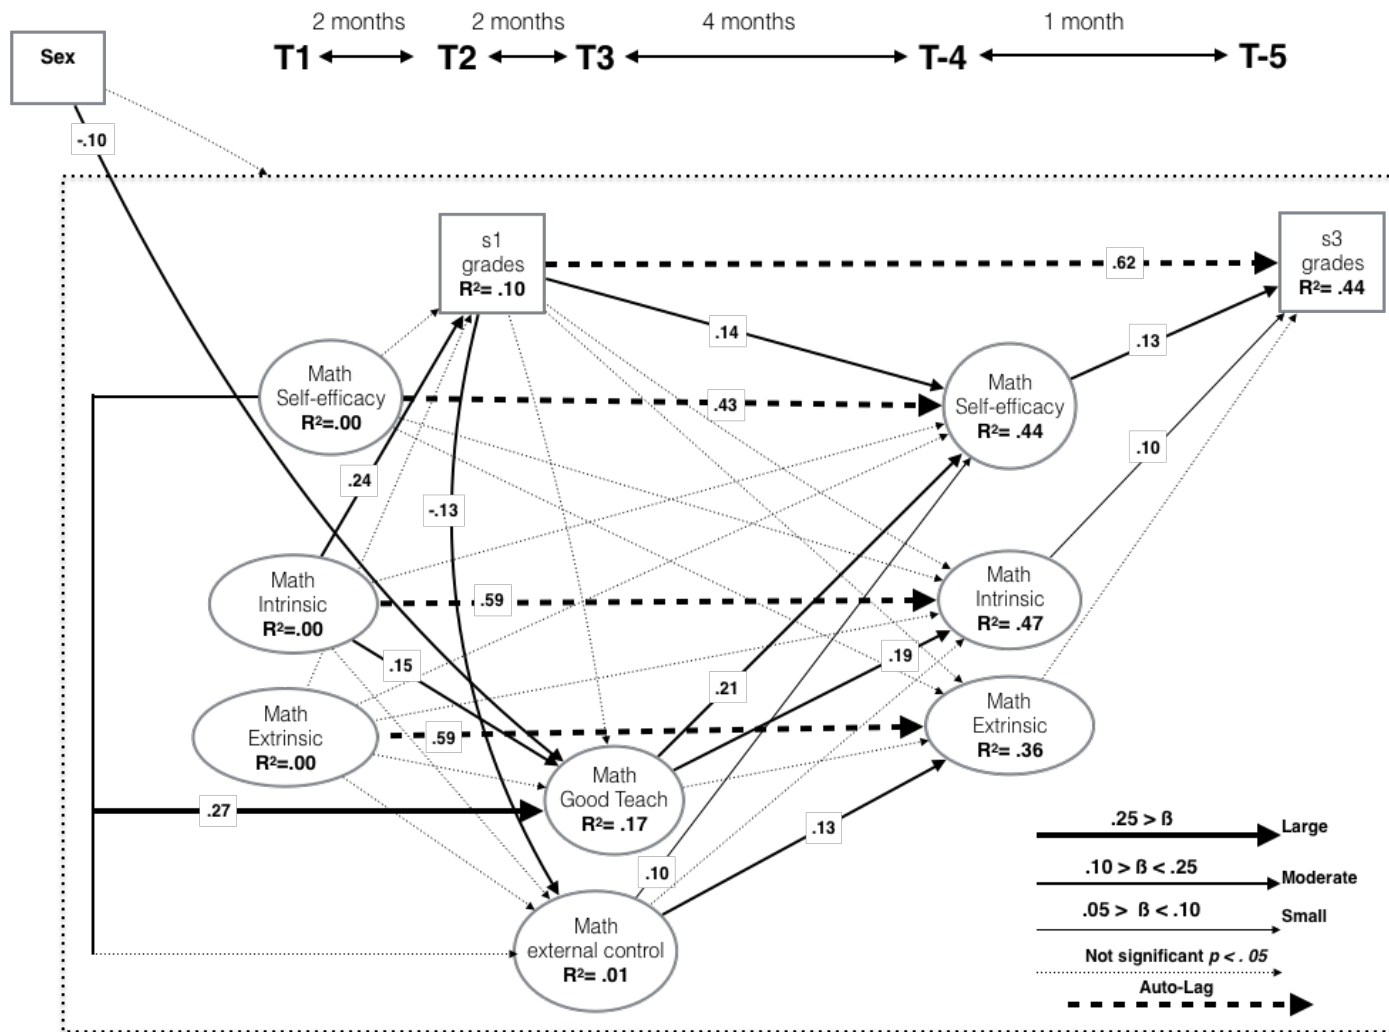 2 months
2 months
4 months
1 month
Sex
T1
T2
T3
T-4
T-5
-.10
s1
grades
R²= .10
s3
grades
R²= .44
.62
.14
.13
Math
Self-efficacy
R²=.00
.43
Math
Self-efficacy
R²= .44
.24
-.13
.10
Math
Intrinsic
R²=.00
.59
Math
Intrinsic
R²= .47
.15
.19
.21
Math
Extrinsic
R²=.00
.59
Math
Extrinsic
R²= .36
.27
Math
Good Teach
R²= .17
.13
.10
Math
external control
R²= .01
.25 > ß
Large
.10 > ß < .25
Moderate
.05 > ß < .10
Small
Not significant p < . 05
Auto-Lag